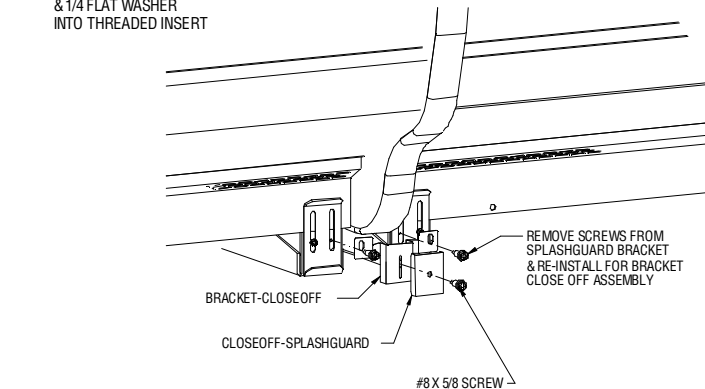 & 1/4 FLAT WASHER
INTO THREADED INSERT
REMOVE SCREWS FROM
SPLASHGUARD BRACKET
& RE-INSTALL FOR BRACKET
CLOSE OFF ASSEMBLY
BRACKET-CLOSEOFF
CLOSEOFF-SPLASHGUARD
#8 X 5/8 SCREW